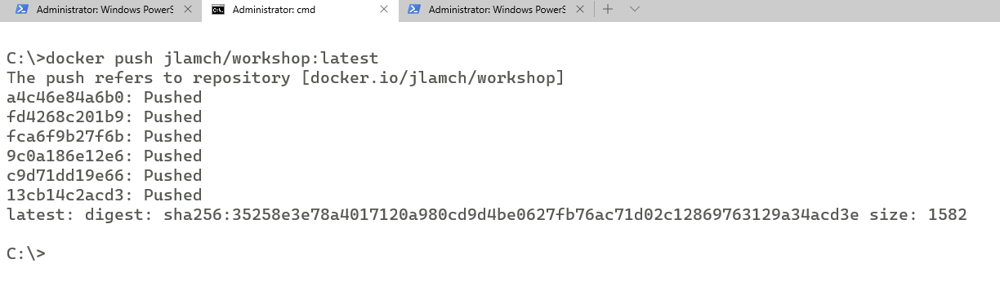 Administrator: Windows PowerS
Administrator: cmd
Administrator: Windows PowerS
C:\>docker push jlamch/workshop:latest
The push refers to repository [docker.io/jlamch/workshop]
a4c46e84a6b0: Pushed
fd4268c201b9: Pushed
fca6f9b27f6b: Pushed
9c0a186e12e6: Pushed
c9d71dd19e66: Pushed
13cb14c2acd3: Pushed
latest: digest: sha256:35258e3e78a4017120a980cd9d4be0627fb76ac71d02c12869763129a34acd3e size: 1582
C:\>